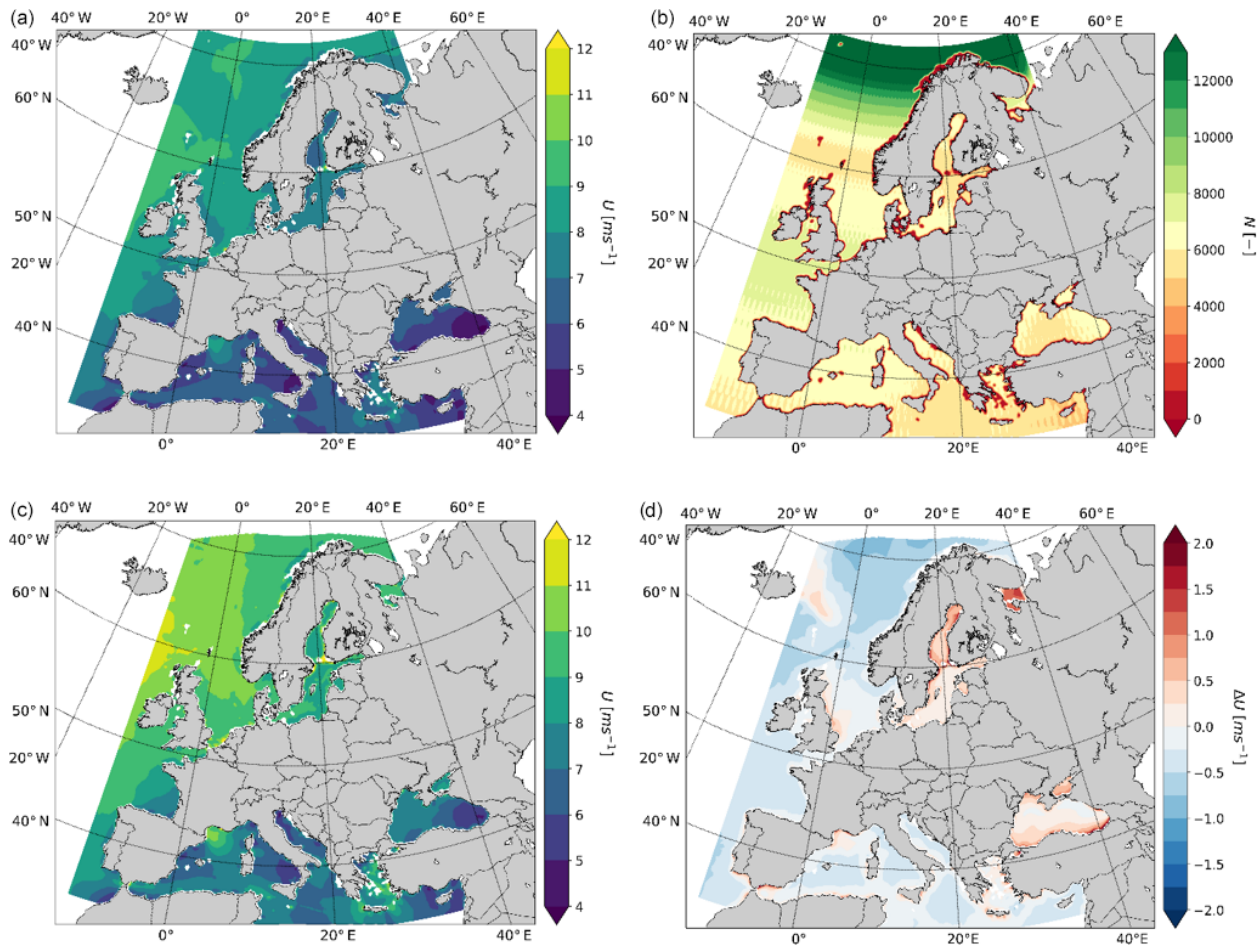 (a)
0°
20°E
40°E
60°E
40°W
60°N
50°N
20°W
40°N
0°
20°E
40°E
12
11
10
9
8
7
6
5
4
U [ms⁻¹]
(b)
0°
20°E
40°E
60°E
40°W
60°N
50°N
20°W
40°N
0°
20°E
40°E
12000
10000
8000
6000
4000
2000
0
N [−]
(c)
40°W
20°W
0°
20°E
40°E
60°E
40°W
60°N
50°N
20°W
40°N
0°
20°E
40°E
12
11
10
9
8
7
6
5
4
U [ms⁻¹]
(d)
40°W
20°W
0°
20°E
40°E
60°E
40°W
60°N
50°N
20°W
40°N
0°
20°E
40°E
2.0
1.5
1.0
0.5
0.0
−0.5
−1.0
−1.5
−2.0
ΔU [ms⁻¹]